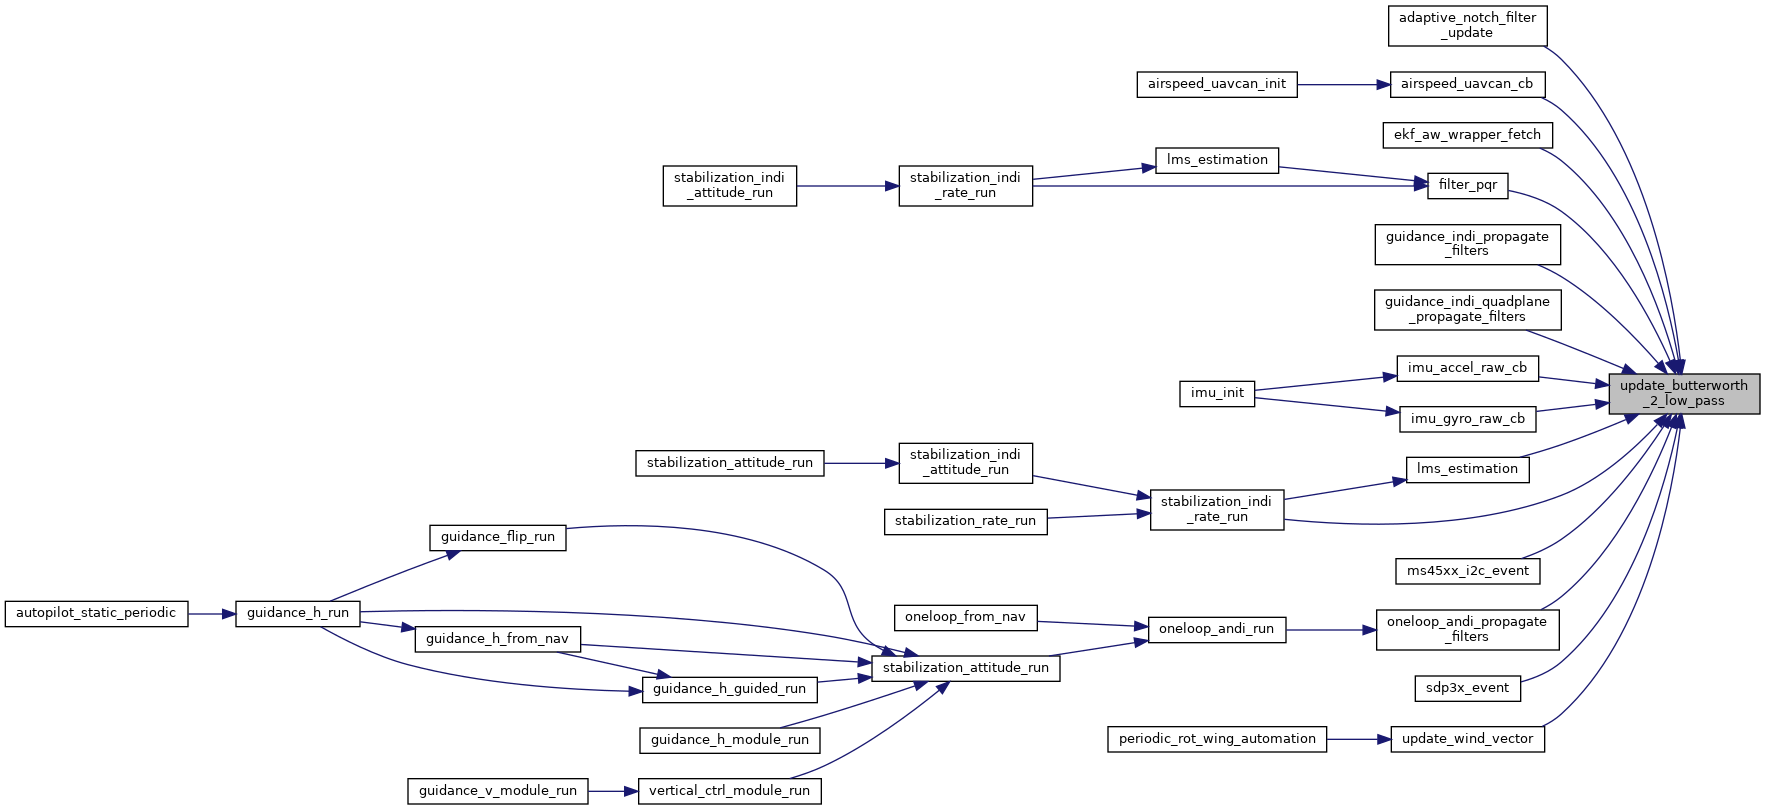 adaptive_notch_filter
_update
airspeed_uavcan_init
airspeed_uavcan_cb
ekf_aw_wrapper_fetch
lms_estimation
stabilization_indi
_attitude_run
stabilization_indi
_rate_run
filter_pqr
guidance_indi_propagate
_filters
guidance_indi_quadplane
_propagate_filters
imu_accel_raw_cb
imu_init
imu_gyro_raw_cb
update_butterworth
_2_low_pass
stabilization_attitude_run
stabilization_indi
_attitude_run
lms_estimation
stabilization_rate_run
stabilization_indi
_rate_run
guidance_flip_run
ms45xx_i2c_event
autopilot_static_periodic
guidance_h_run
guidance_h_from_nav
oneloop_from_nav
oneloop_andi_run
oneloop_andi_propagate
_filters
stabilization_attitude_run
guidance_h_guided_run
sdp3x_event
guidance_h_module_run
periodic_rot_wing_automation
update_wind_vector
guidance_v_module_run
vertical_ctrl_module_run